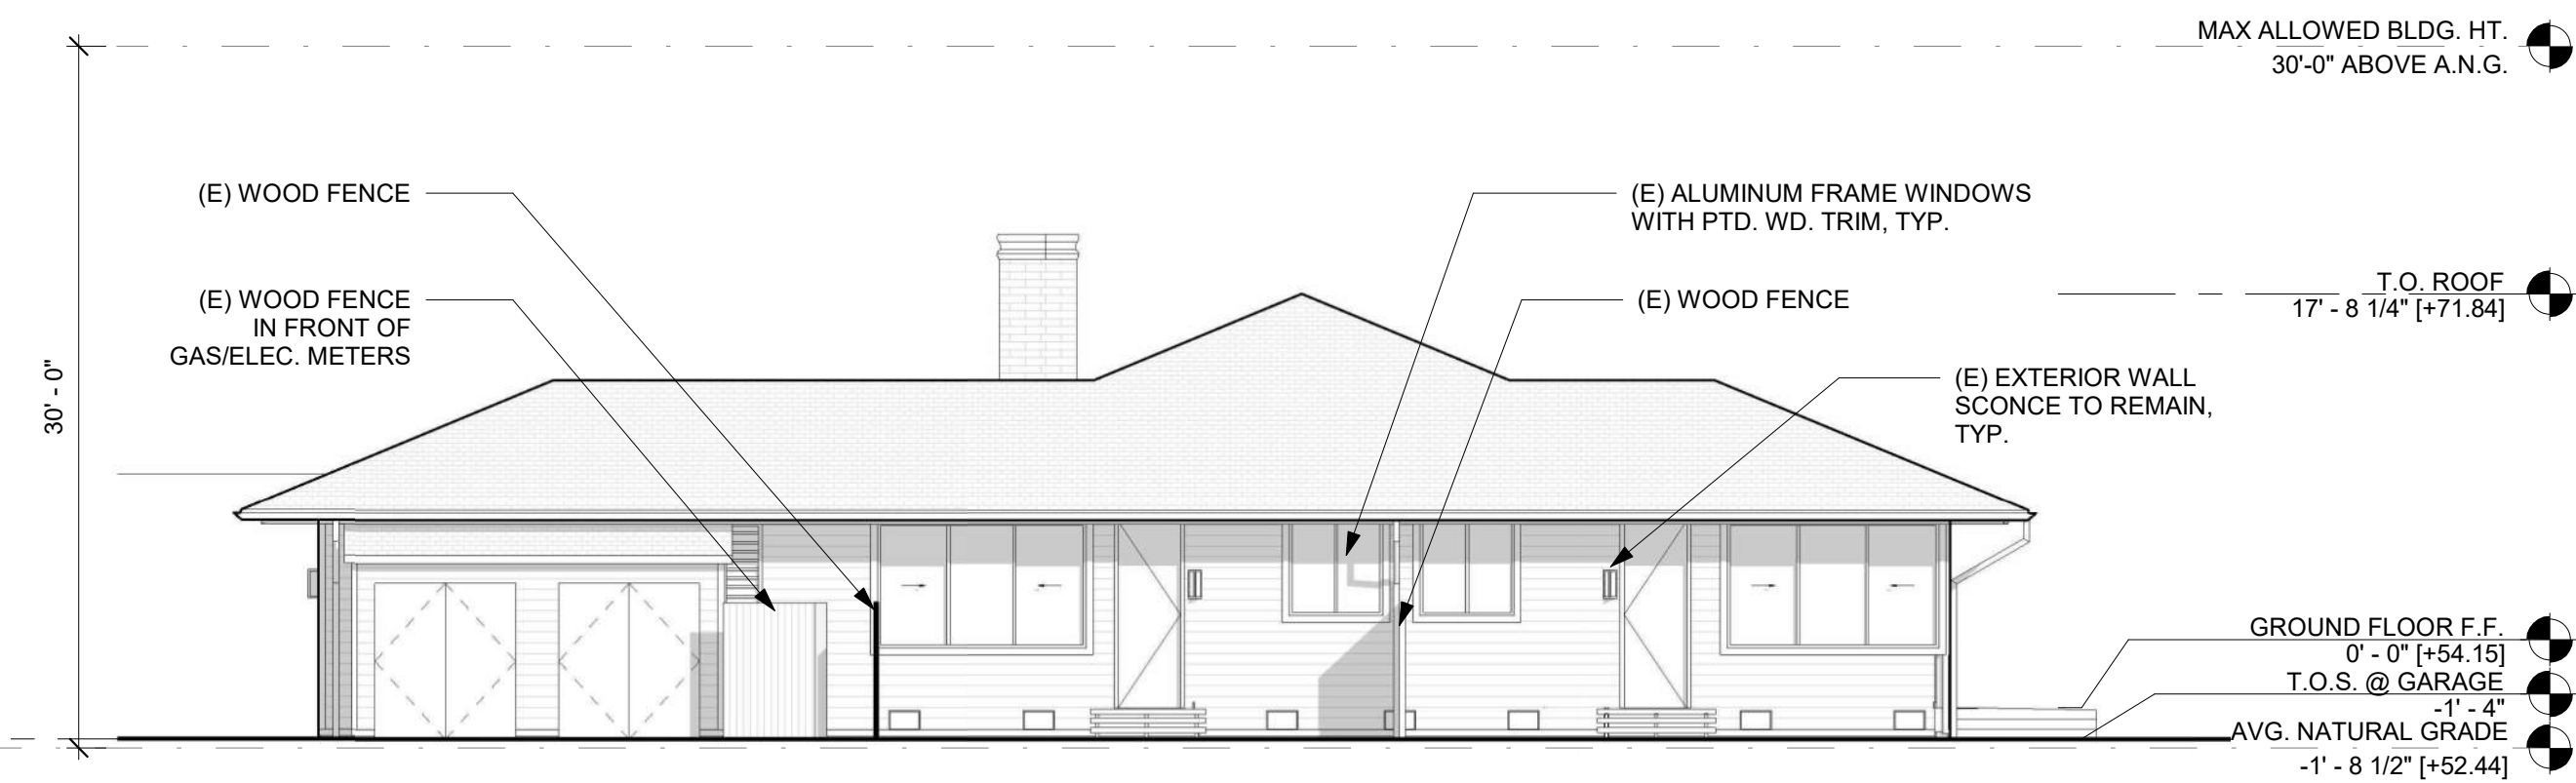 MAX ALLOWED BLDG. HT.
30'-0" ABOVE A.N.G.
(E) WOOD FENCE
(E) ALUMINUM FRAME WINDOWS
WITH PTD. WD. TRIM, TYP.
(E) WOOD FENCE
IN FRONT OF
GAS/ELEC. METERS
(E) WOOD FENCE
T.O. ROOF
17' - 8 1/4" [+71.84]
30' - 0"
(E) EXTERIOR WALL
SCONCE TO REMAIN,
TYP.
GROUND FLOOR F.F.
0' - 0" [+54.15]
T.O.S. @ GARAGE
-1' - 4"
AVG. NATURAL GRADE
-1' - 8 1/2" [+52.44]